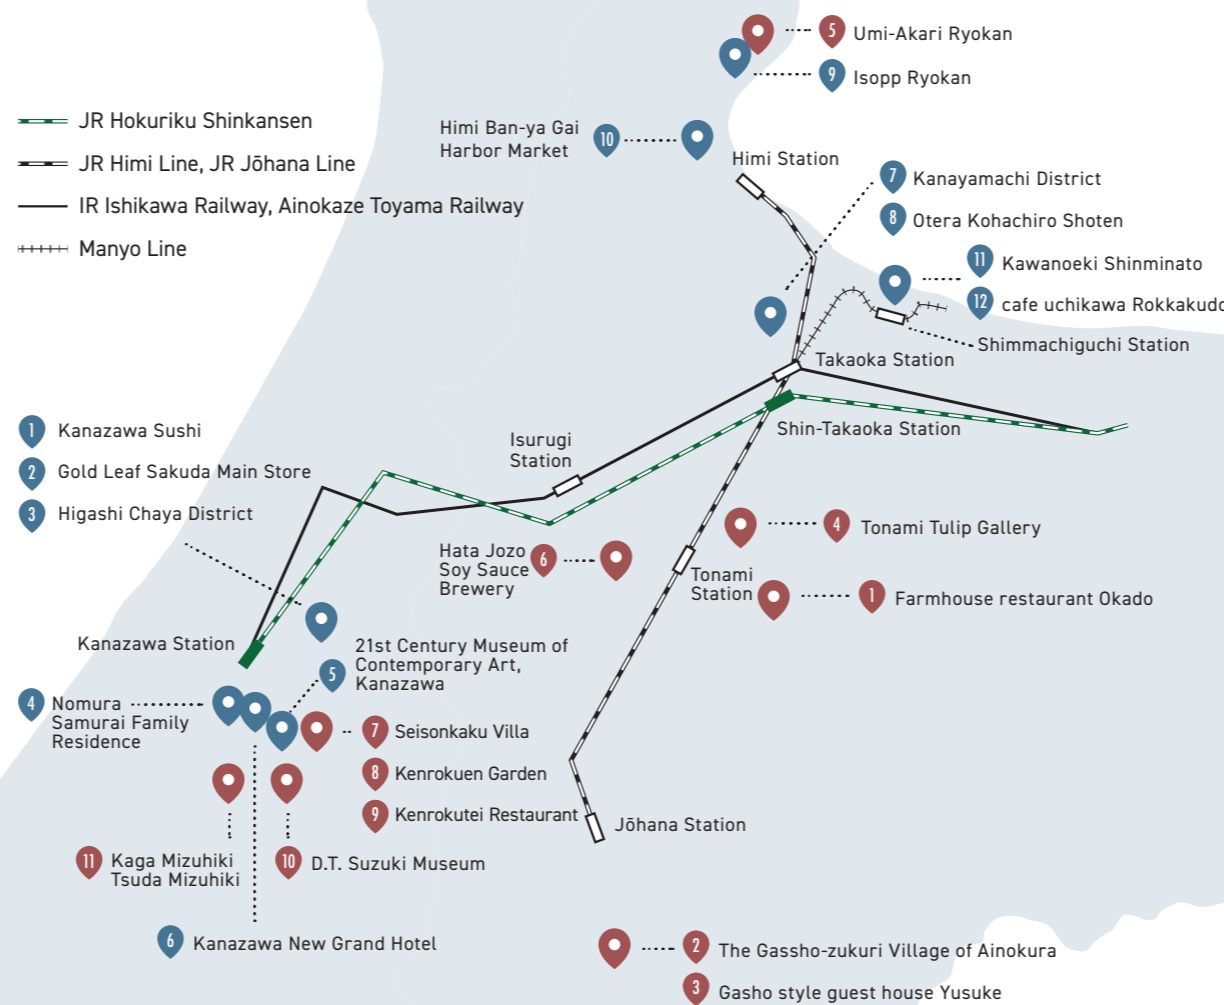 5 Umi-Akari Ryokan
9 Isopp Ryokan
JR Hokuriku Shinkansen
JR Himi Line, JR Jōhana Line
IR Ishikawa Railway, Ainokaze Toyama Railway
Manyo Line
Himi Ban-ya Gai
Harbor Market
10
Himi Station
7 Kanayamachi District
8 Otera Kohachiro Shoten
11 Kawanoeki Shinminato
12 cafe uchikawa Rokkakudo
Shimmachiguchi Station
Takaoka Station
Shin-Takaoka Station
Isurugi
Station
1 Kanazawa Sushi
2 Gold Leaf Sakuda Main Store
3 Higashi Chaya District
Hata Jozo
Soy Sauce
Brewery
6
4 Tonami Tulip Gallery
Tonami
Station
1 Farmhouse restaurant Okado
Kanazawa Station
5
21st Century Museum of
Contemporary Art,
Kanazawa
4 Nomura
Samurai Family
Residence
7 Seisonkaku Villa
8 Kenrokuen Garden
9 Kenrokutei Restaurant
Jōhana Station
11 Kaga Mizuhiki
Tsuda Mizuhiki
10 D.T. Suzuki Museum
6 Kanazawa New Grand Hotel
2 The Gassho-zukuri Village of Ainokura
3 Gasho style guest house Yusuke